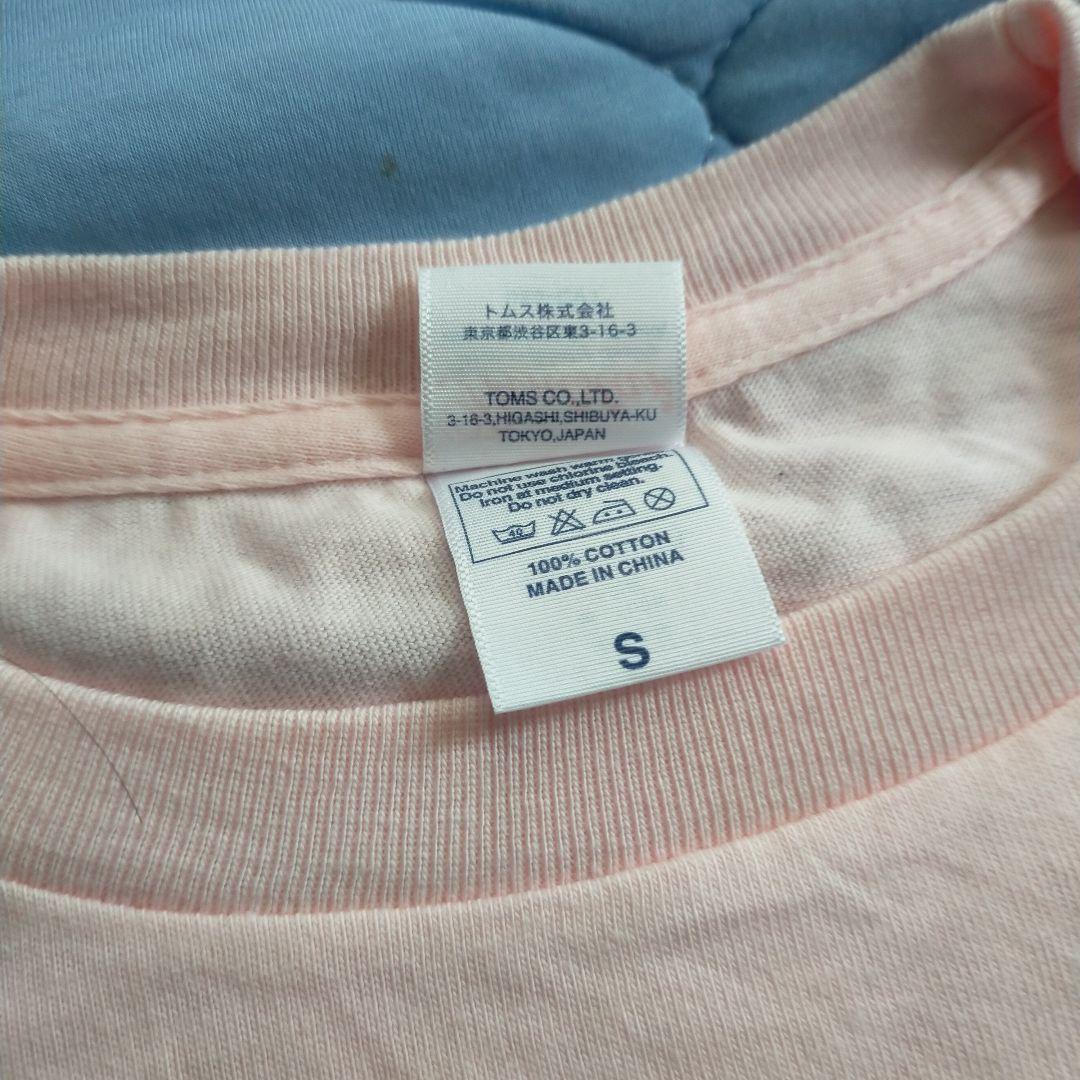 トムス株式会社
東京都渋谷区東3-16-3
TOMS CO.,LTD.
3-16-3,HIGASHI,SHIBUYA-KU
TOKYO,JAPAN
Machine wash warm
Do not use chlorine bleach.
Iron at medium setting.
Do not dry clean.
40
100% COTTON
MADE IN CHINA
S